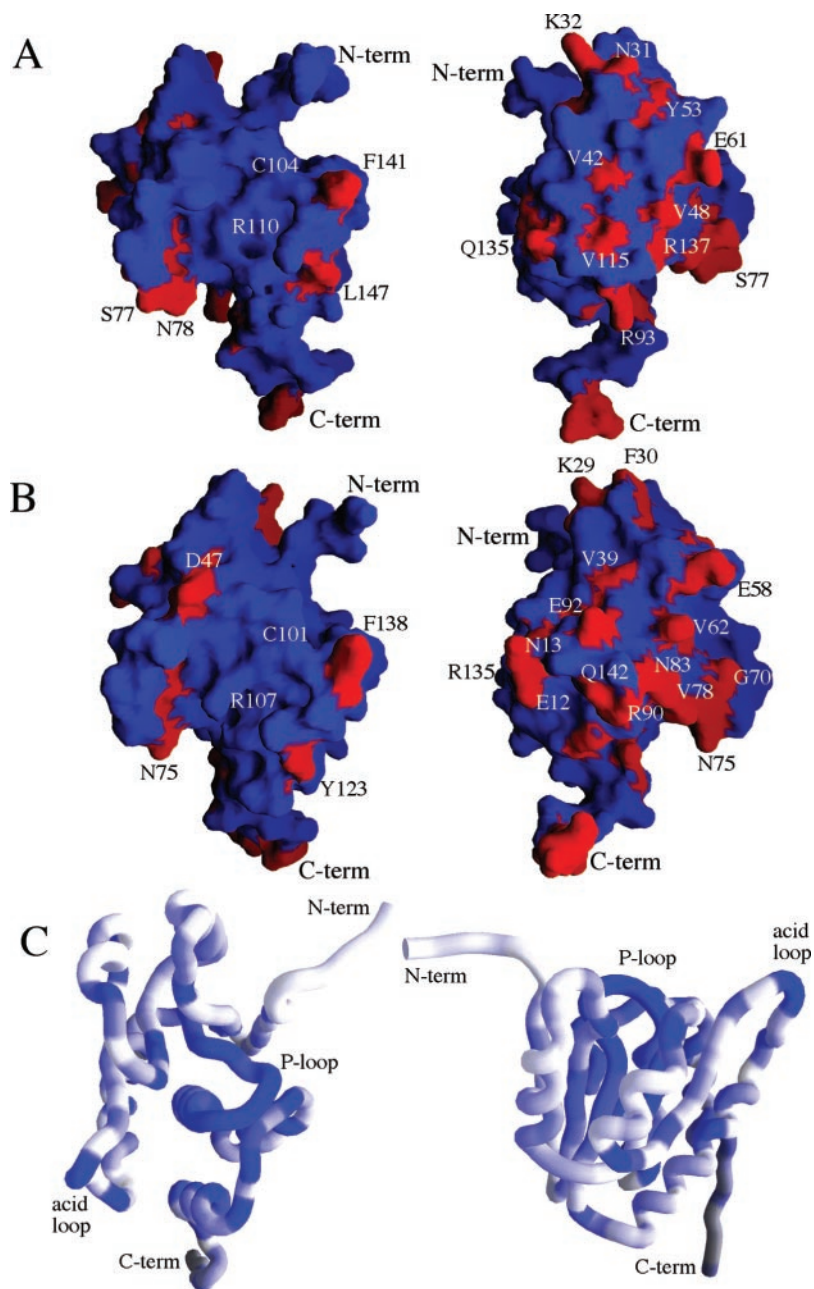 A
N-term
C104
F141
R110
L147
S77
N78
C-term
K32
N31
N-term
Y53
E61
V42
V48
Q135
R137
V115
S77
R93
C-term
B
N-term
D47
C101
F138
R107
N75
Y123
C-term
K29
F30
N-term
V39
E58
E92
V62
N13
R135
Q142
N83
G70
E12
V78
R90
N75
C-term
C
N-term
P-loop
acid
loop
C-term
N-term
P-loop
acid
loop
C-term